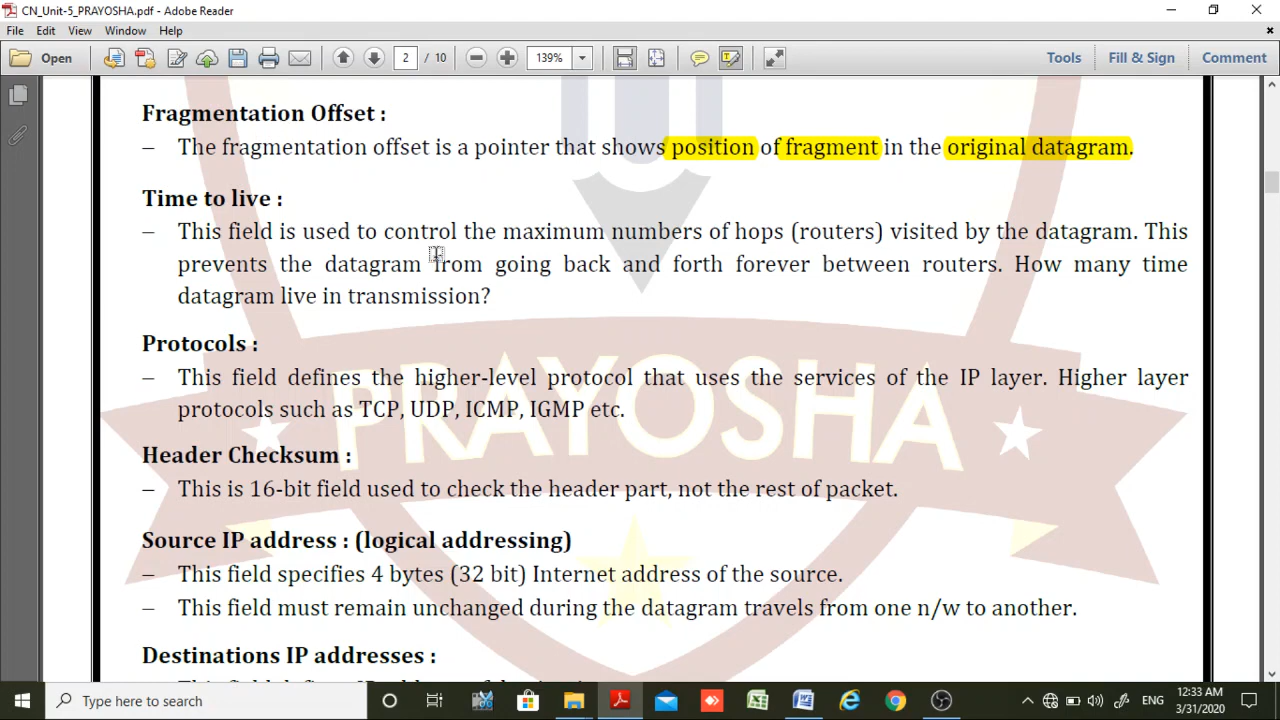 CN_Unit-5_PRAYOSHA.pdf - Adobe Reader
File Edit View Window Help
Open 2 / 10 139% Tools Fill & Sign Comment
Fragmentation Offset :
– The fragmentation offset is a pointer that shows position of fragment in the original datagram.
Time to live :
– This field is used to control the maximum numbers of hops (routers) visited by the datagram. This
prevents the datagram from going back and forth forever between routers. How many time
datagram live in transmission?
Protocols :
– This field defines the higher-level protocol that uses the services of the IP layer. Higher layer
protocols such as TCP, UDP, ICMP, IGMP etc.
PRAYOSHA
Header Checksum :
– This is 16-bit field used to check the header part, not the rest of packet.
Source IP address : (logical addressing)
– This field specifies 4 bytes (32 bit) Internet address of the source.
– This field must remain unchanged during the datagram travels from one n/w to another.
Destinations IP addresses :
Type here to search
ENG
12:33 AM
3/31/2020